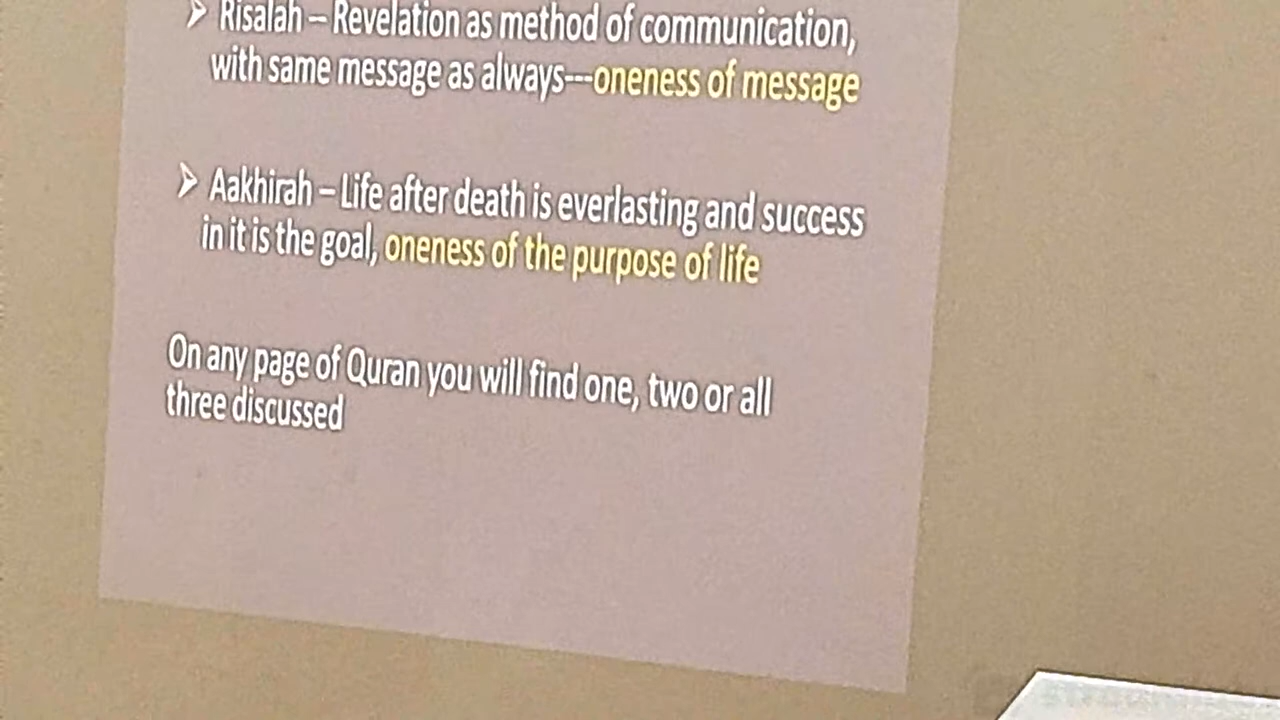 ➤ Risalah – Revelation as method of communication,
with same message as always---oneness of message
➤ Aakhirah – Life after death is everlasting and success
in it is the goal, oneness of the purpose of life
On any page of Quran you will find one, two or all
three discussed